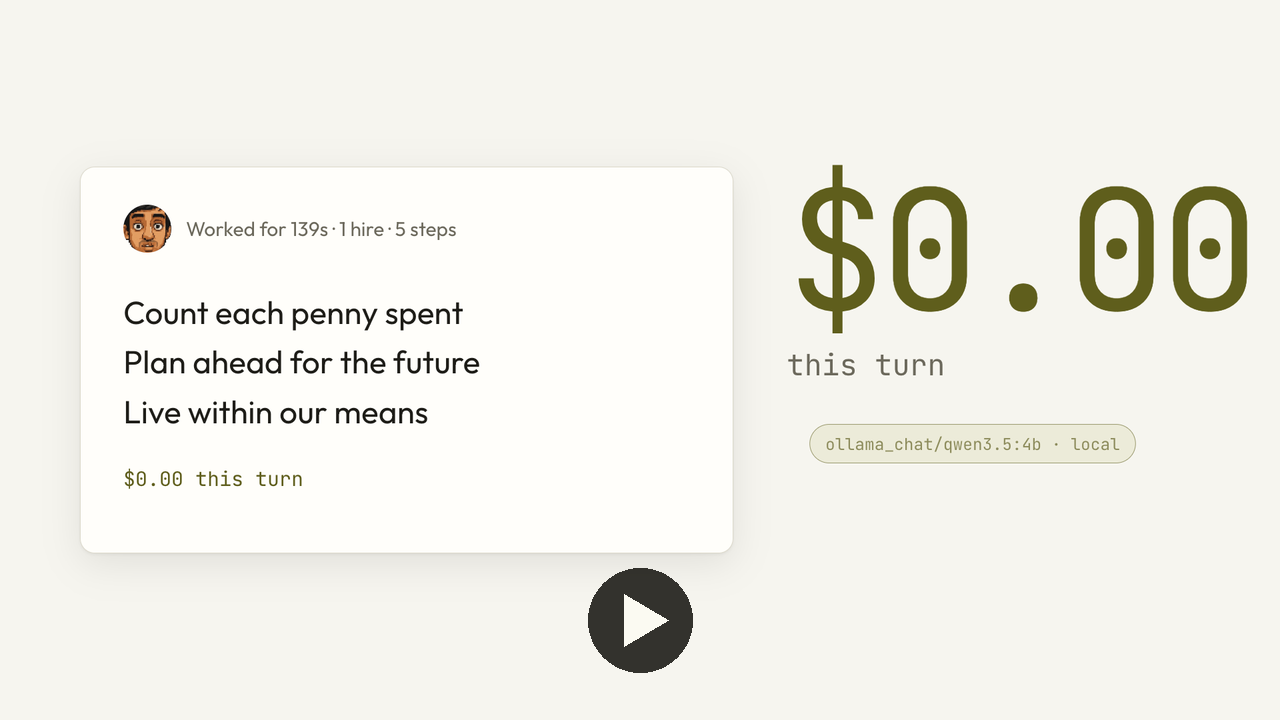 Worked for 139s · 1 hire · 5 steps
Count each penny spent
Plan ahead for the future
Live within our means
$0.00 this turn
$0.00
this turn
ollama_chat/qwen3.5:4b · local